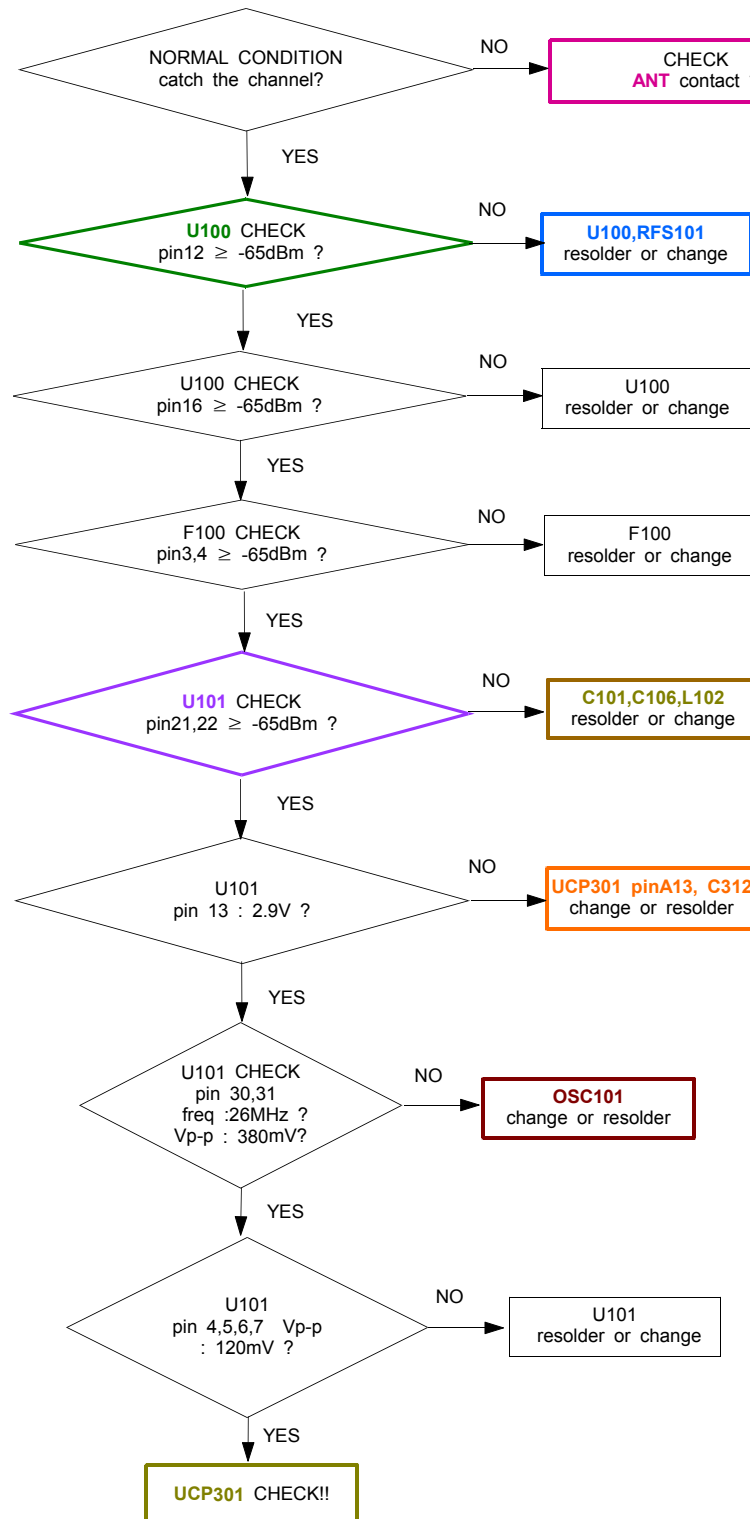 NORMAL CONDITION
catch the channel?
NO
CHECK
ANT contact
YES
U100 CHECK
pin12 ≥ -65dBm ?
NO
U100,RFS101
resolder or change
YES
U100 CHECK
pin16 ≥ -65dBm ?
NO
U100
resolder or change
YES
F100 CHECK
pin3,4 ≥ -65dBm ?
NO
F100
resolder or change
YES
U101 CHECK
pin21,22 ≥ -65dBm ?
NO
C101,C106,L102
resolder or change
YES
U101
pin 13 : 2.9V ?
NO
UCP301 pinA13, C312
change or resolder
YES
U101 CHECK
pin 30,31
freq :26MHz ?
Vp-p : 380mV?
NO
OSC101
change or resolder
YES
U101
pin 4,5,6,7 Vp-p
: 120mV ?
NO
U101
resolder or change
YES
UCP301 CHECK!!